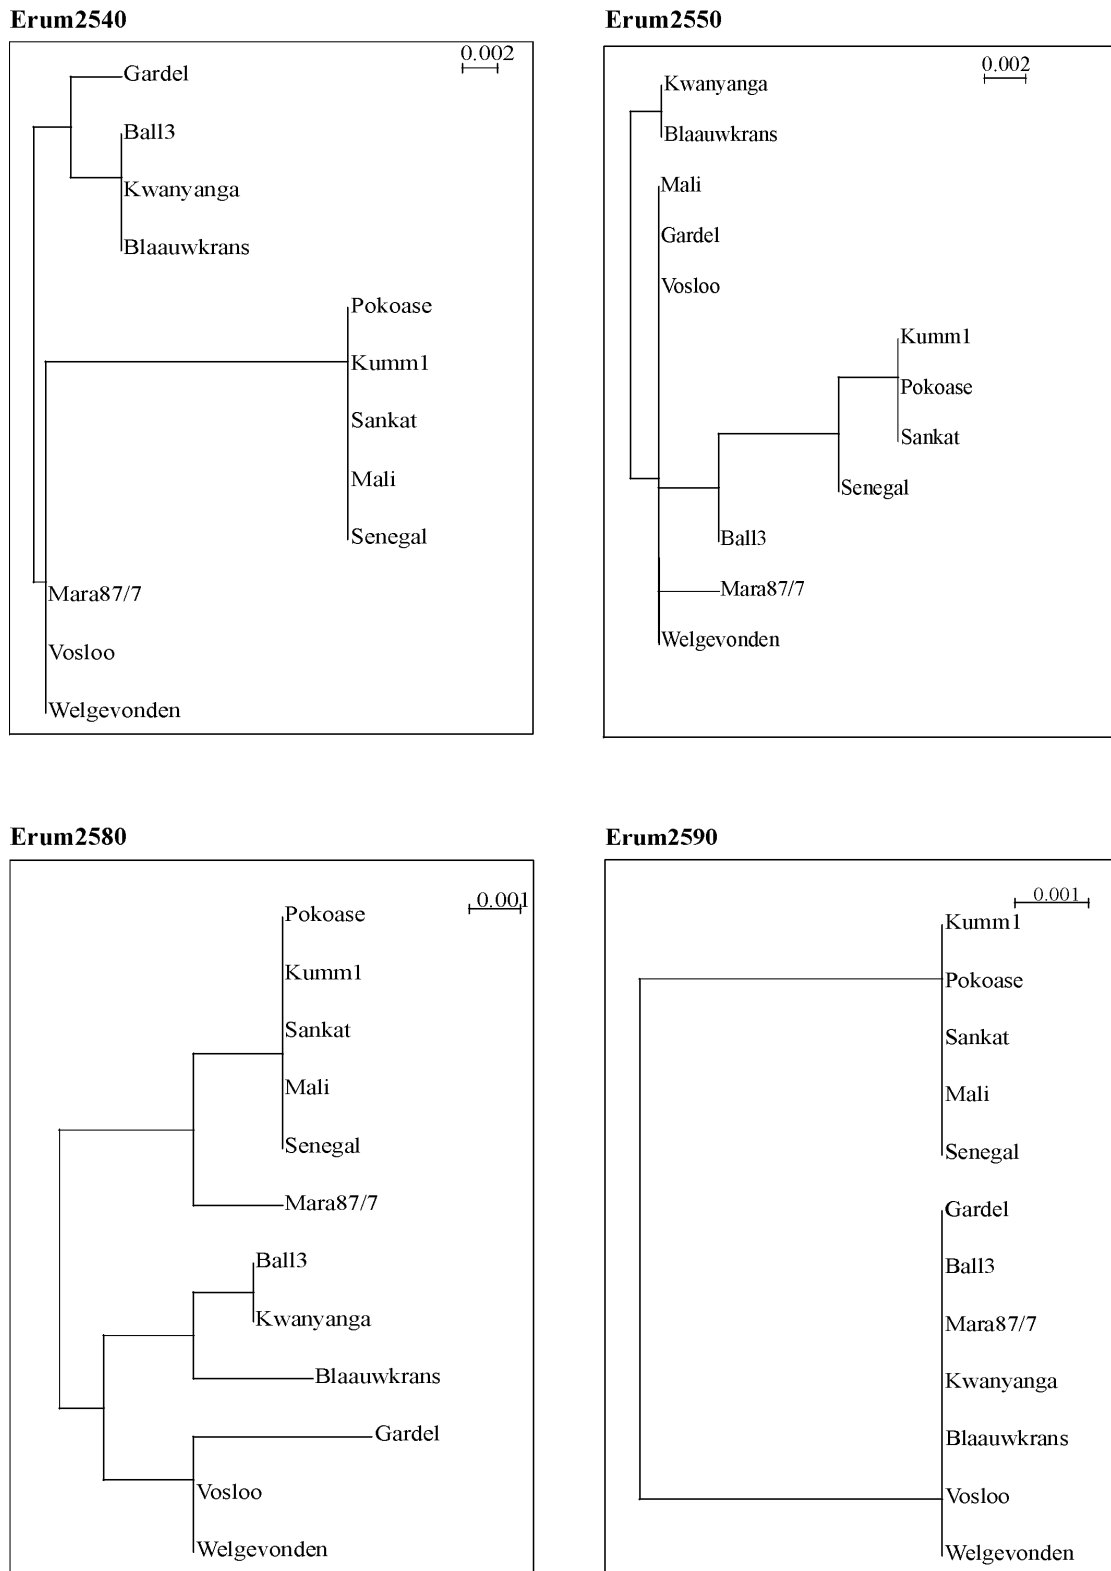 Erum2540
0.002
Gardel
Ball3
Kwanyanga
Blaauwkrans
Pokoase
Kumm1
Sankat
Mali
Senegal
Mara87/7
Vosloo
Welgevonden
Erum2550
0.002
Kwanyanga
Blaauwkrans
Mali
Gardel
Vosloo
Kumm1
Pokoase
Sankat
Senegal
Ball3
Mara87/7
Welgevonden
Erum2580
0.001
Pokoase
Kumm1
Sankat
Mali
Senegal
Mara87/7
Ball3
Kwanyanga
Blaauwkrans
Gardel
Vosloo
Welgevonden
Erum2590
0.001
Kumm1
Pokoase
Sankat
Mali
Senegal
Gardel
Ball3
Mara87/7
Kwanyanga
Blaauwkrans
Vosloo
Welgevonden